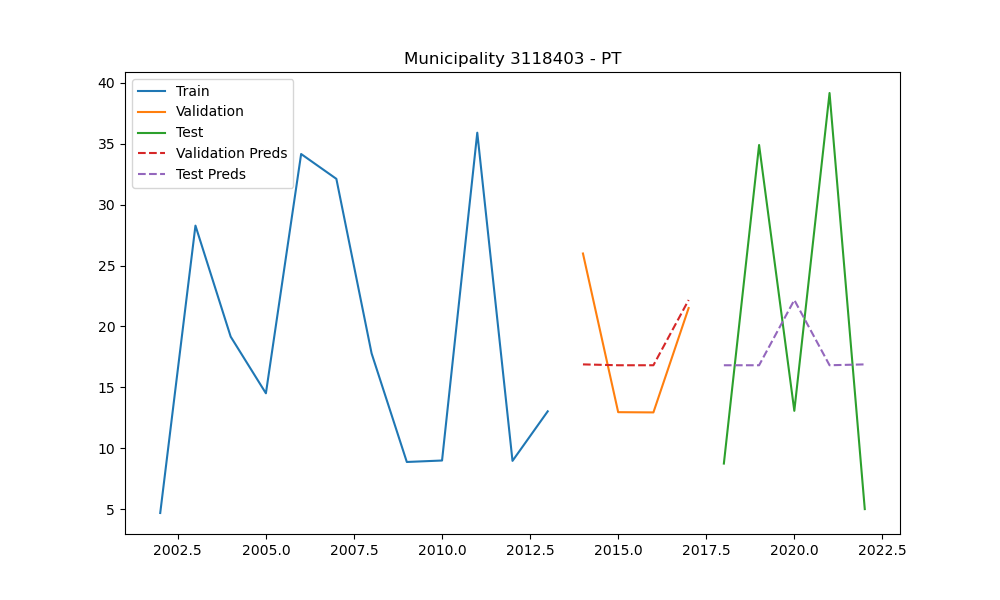 Municipality 3118403 - PT
40
35
30
25
20
15
10
5
Train
Validation
Test
Validation Preds
Test Preds
2002.5 2005.0 2007.5 2010.0 2012.5 2015.0 2017.5 2020.0 2022.5